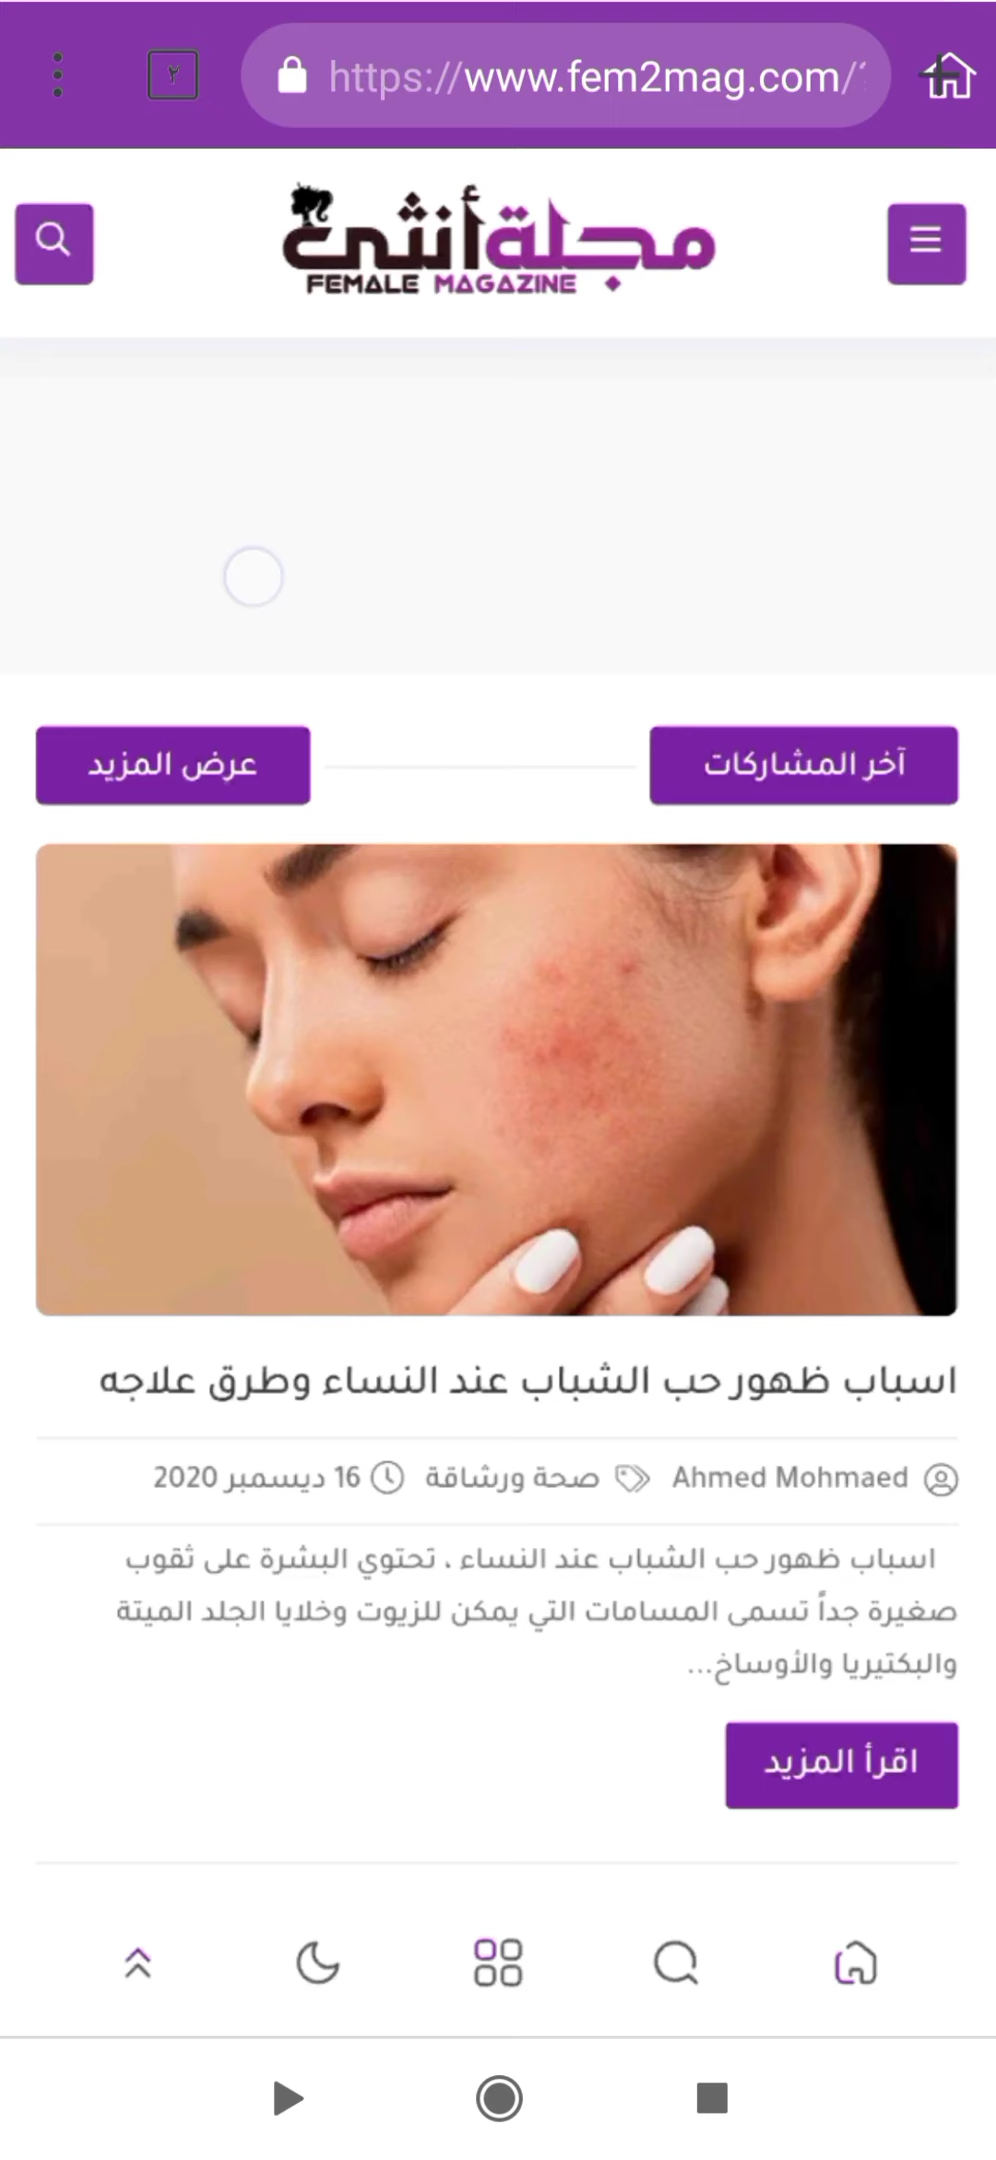 ٢
https://www.fem2mag.com/
مجلة أنثى
FEMALE MAGAZINE
آخر المشاركات
عرض المزيد
اسباب ظهور حب الشباب عند النساء وطرق علاجه
Ahmed Mohmaed صحة ورشاقة 16 ديسمبر 2020
اسباب ظهور حب الشباب عند النساء ، تحتوي البشرة على ثقوب
صغيرة جداً تسمى المسامات التي يمكن للزيوت وخلايا الجلد الميتة
والبكتيريا والأوساخ...
اقرأ المزيد